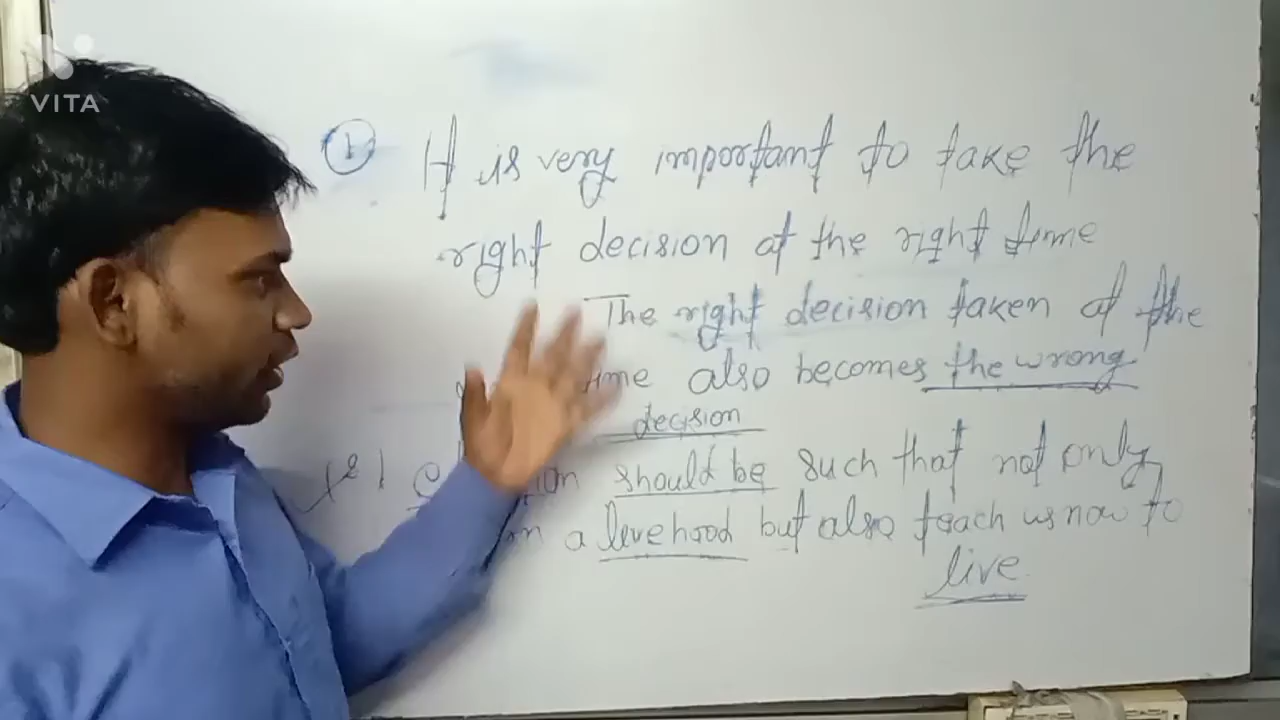 VITA
① It is very important to take the
right decision at the right time
The right decision taken at the
time also becomes the wrong
decision
should be such that not only
a livehood but also teach us now to
live